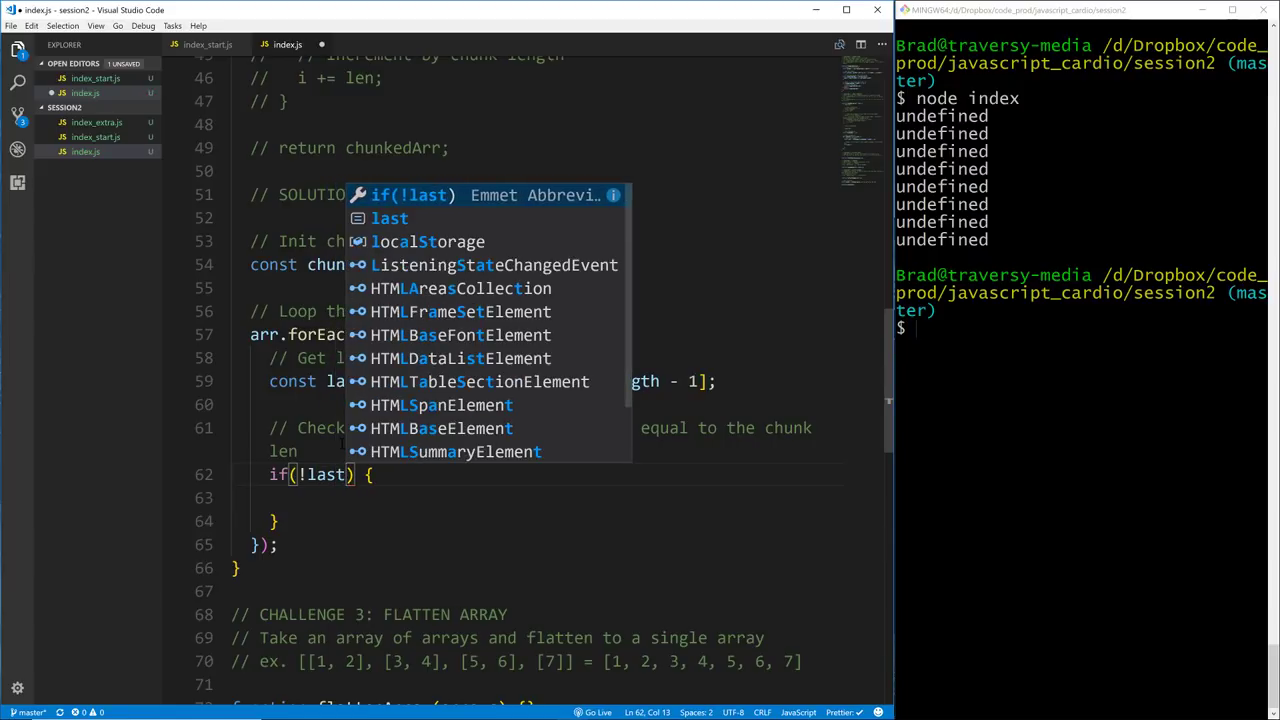 index.js - session2 - Visual Studio Code
File Edit Selection View Go Debug Tasks Help
EXPLORER
OPEN EDITORS 1 UNSAVED
index_start.js U
index.js U
SESSION2
index_extra.js U
index_start.js U
index.js U
index_start.js index.js
45 // // Increment by chunk length
46 // i += len;
47 // }
48
49 // return chunkedArr;
50
51 // SOLUTIO
52
53 // Init ch
54 const chun
55
56 // Loop th
57 arr.forEac
58 // Get l
59 const la gth - 1];
60
61 // Check equal to the chunk
len
62 if(!last) {
63
64 }
65 });
66 }
67
68 // CHALLENGE 3: FLATTEN ARRAY
69 // Take an array of arrays and flatten to a single array
70 // ex. [[1, 2], [3, 4], [5, 6], [7]] = [1, 2, 3, 4, 5, 6, 7]
71
if(!last) Emmet Abbrevi…
last
localStorage
ListeningStateChangedEvent
HTMLAreasCollection
HTMLFrameSetElement
HTMLBaseFontElement
HTMLDataListElement
HTMLTableSectionElement
HTMLSpanElement
HTMLBaseElement
HTMLSummaryElement
master* 0 0 Go Live Ln 62, Col 13 Spaces: 2 UTF-8 CRLF JavaScript Prettier: ✓
MINGW64:/d/Dropbox/code_prod/javascript_cardio/session2
Brad@traversy-media /d/Dropbox/code_
prod/javascript_cardio/session2 (mas
ter)
$ node index
undefined
undefined
undefined
undefined
undefined
undefined
undefined
undefined
Brad@traversy-media /d/Dropbox/code_
prod/javascript_cardio/session2 (mas
ter)
$